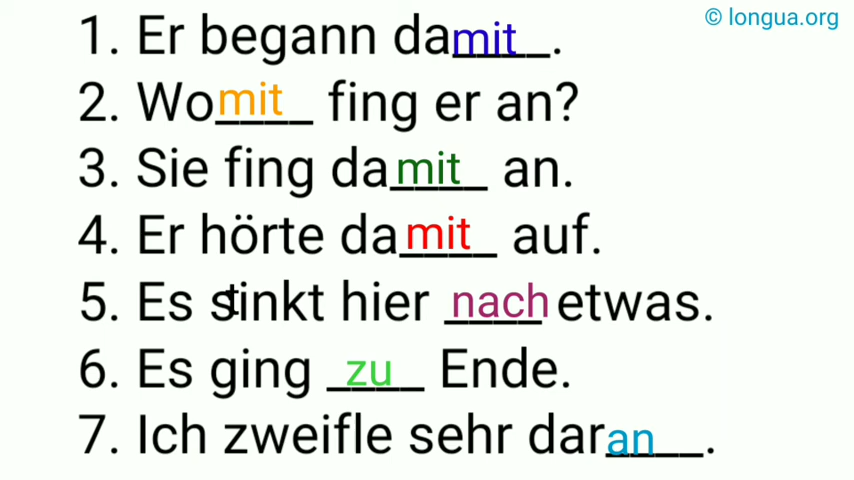 © longua.org
1. Er begann damit.
2. Womit fing er an?
3. Sie fing damit an.
4. Er hörte damit auf.
5. Es stinkt hier nach etwas.
6. Es ging zu Ende.
7. Ich zweifle sehr daran.